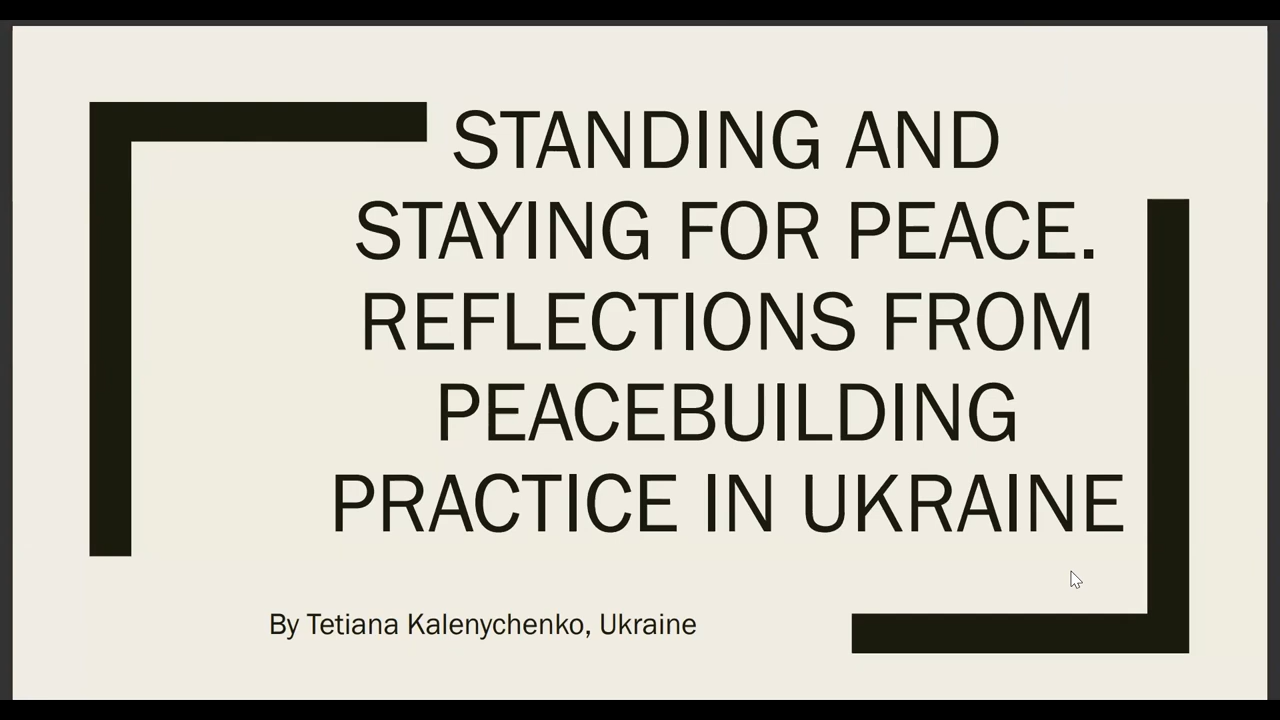 STANDING AND
STAYING FOR PEACE.
REFLECTIONS FROM
PEACEBUILDING
PRACTICE IN UKRAINE
By Tetiana Kalenychenko, Ukraine